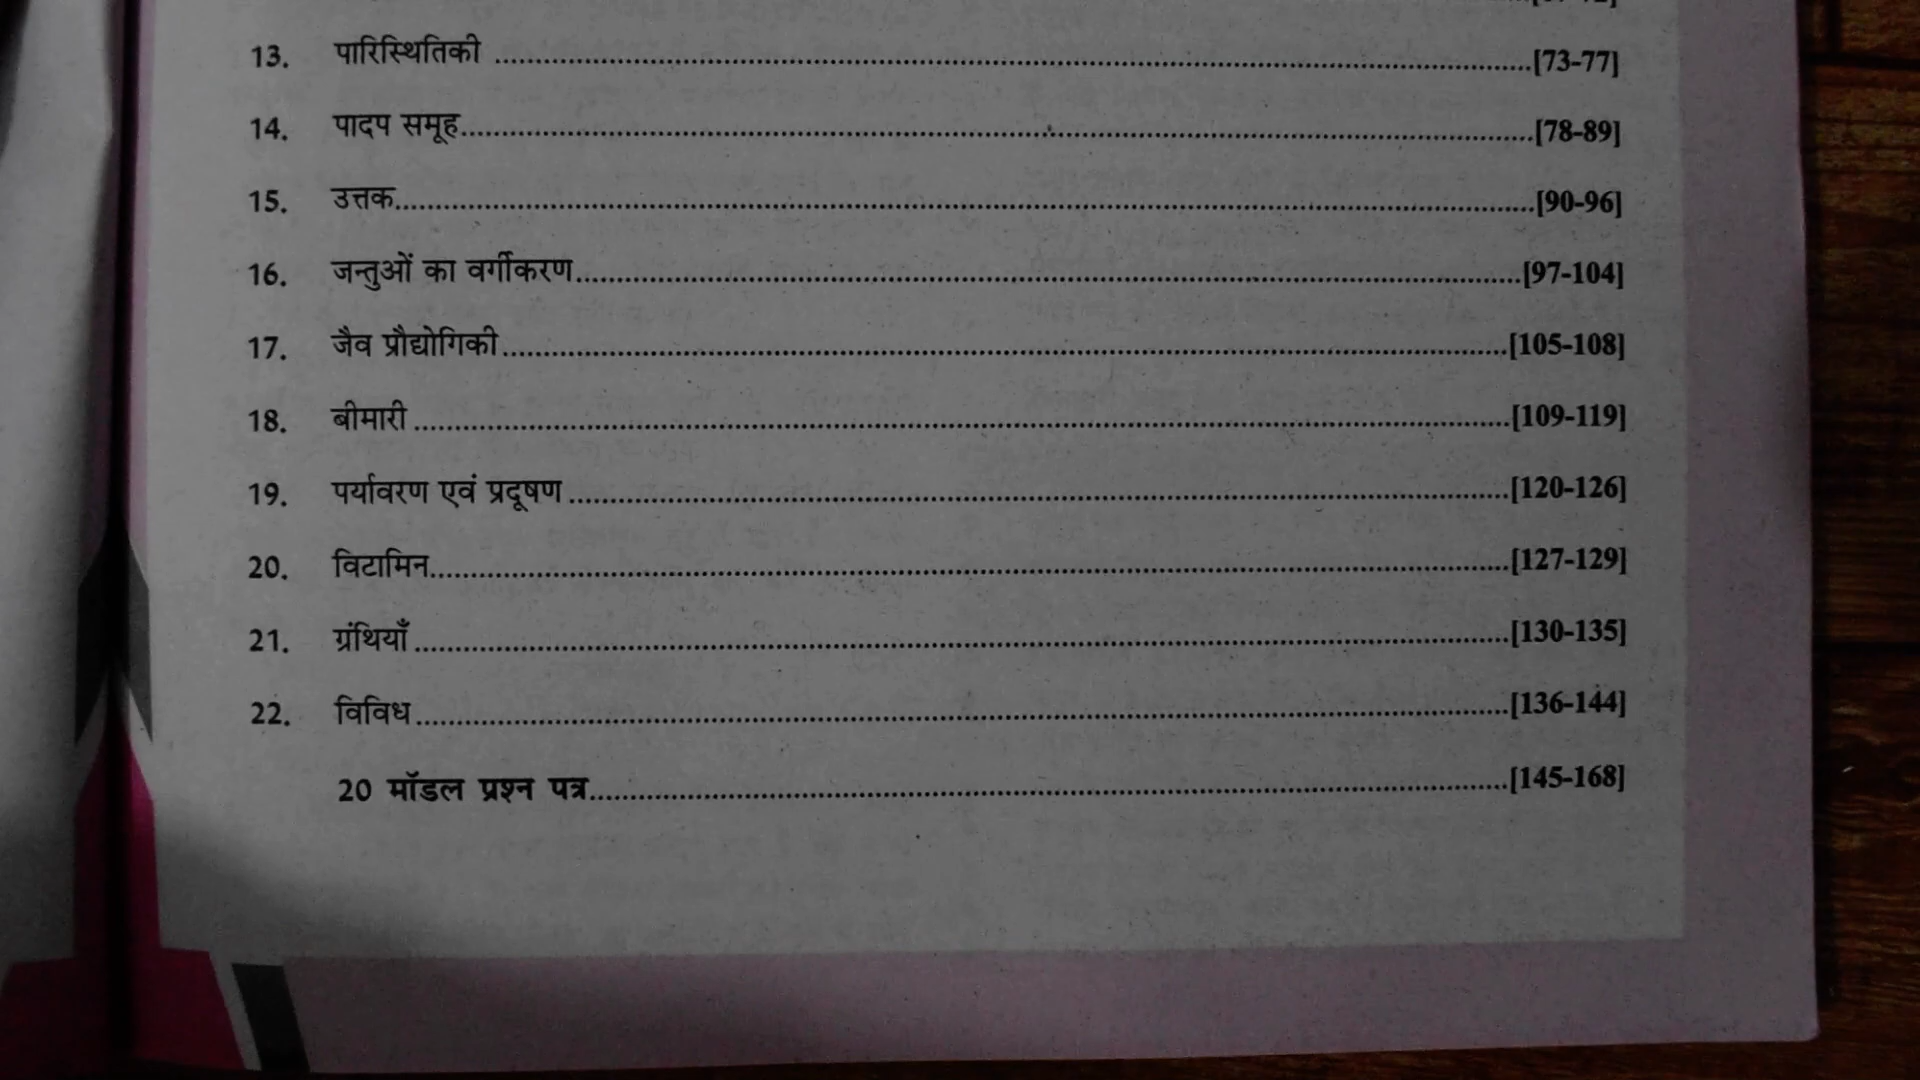 13. पारिस्थितिकी ........................................[73-77]
14. पादप समूह........................................[78-89]
15. उत्तक........................................[90-96]
16. जन्तुओं का वर्गीकरण........................................[97-104]
17. जैव प्रौद्योगिकी........................................[105-108]
18. बीमारी ........................................[109-119]
19. पर्यावरण एवं प्रदूषण ........................................[120-126]
20. विटामिन........................................[127-129]
21. ग्रंथियाँ ........................................[130-135]
22. विविध ........................................[136-144]
20 मॉडल प्रश्न पत्र........................................[145-168]